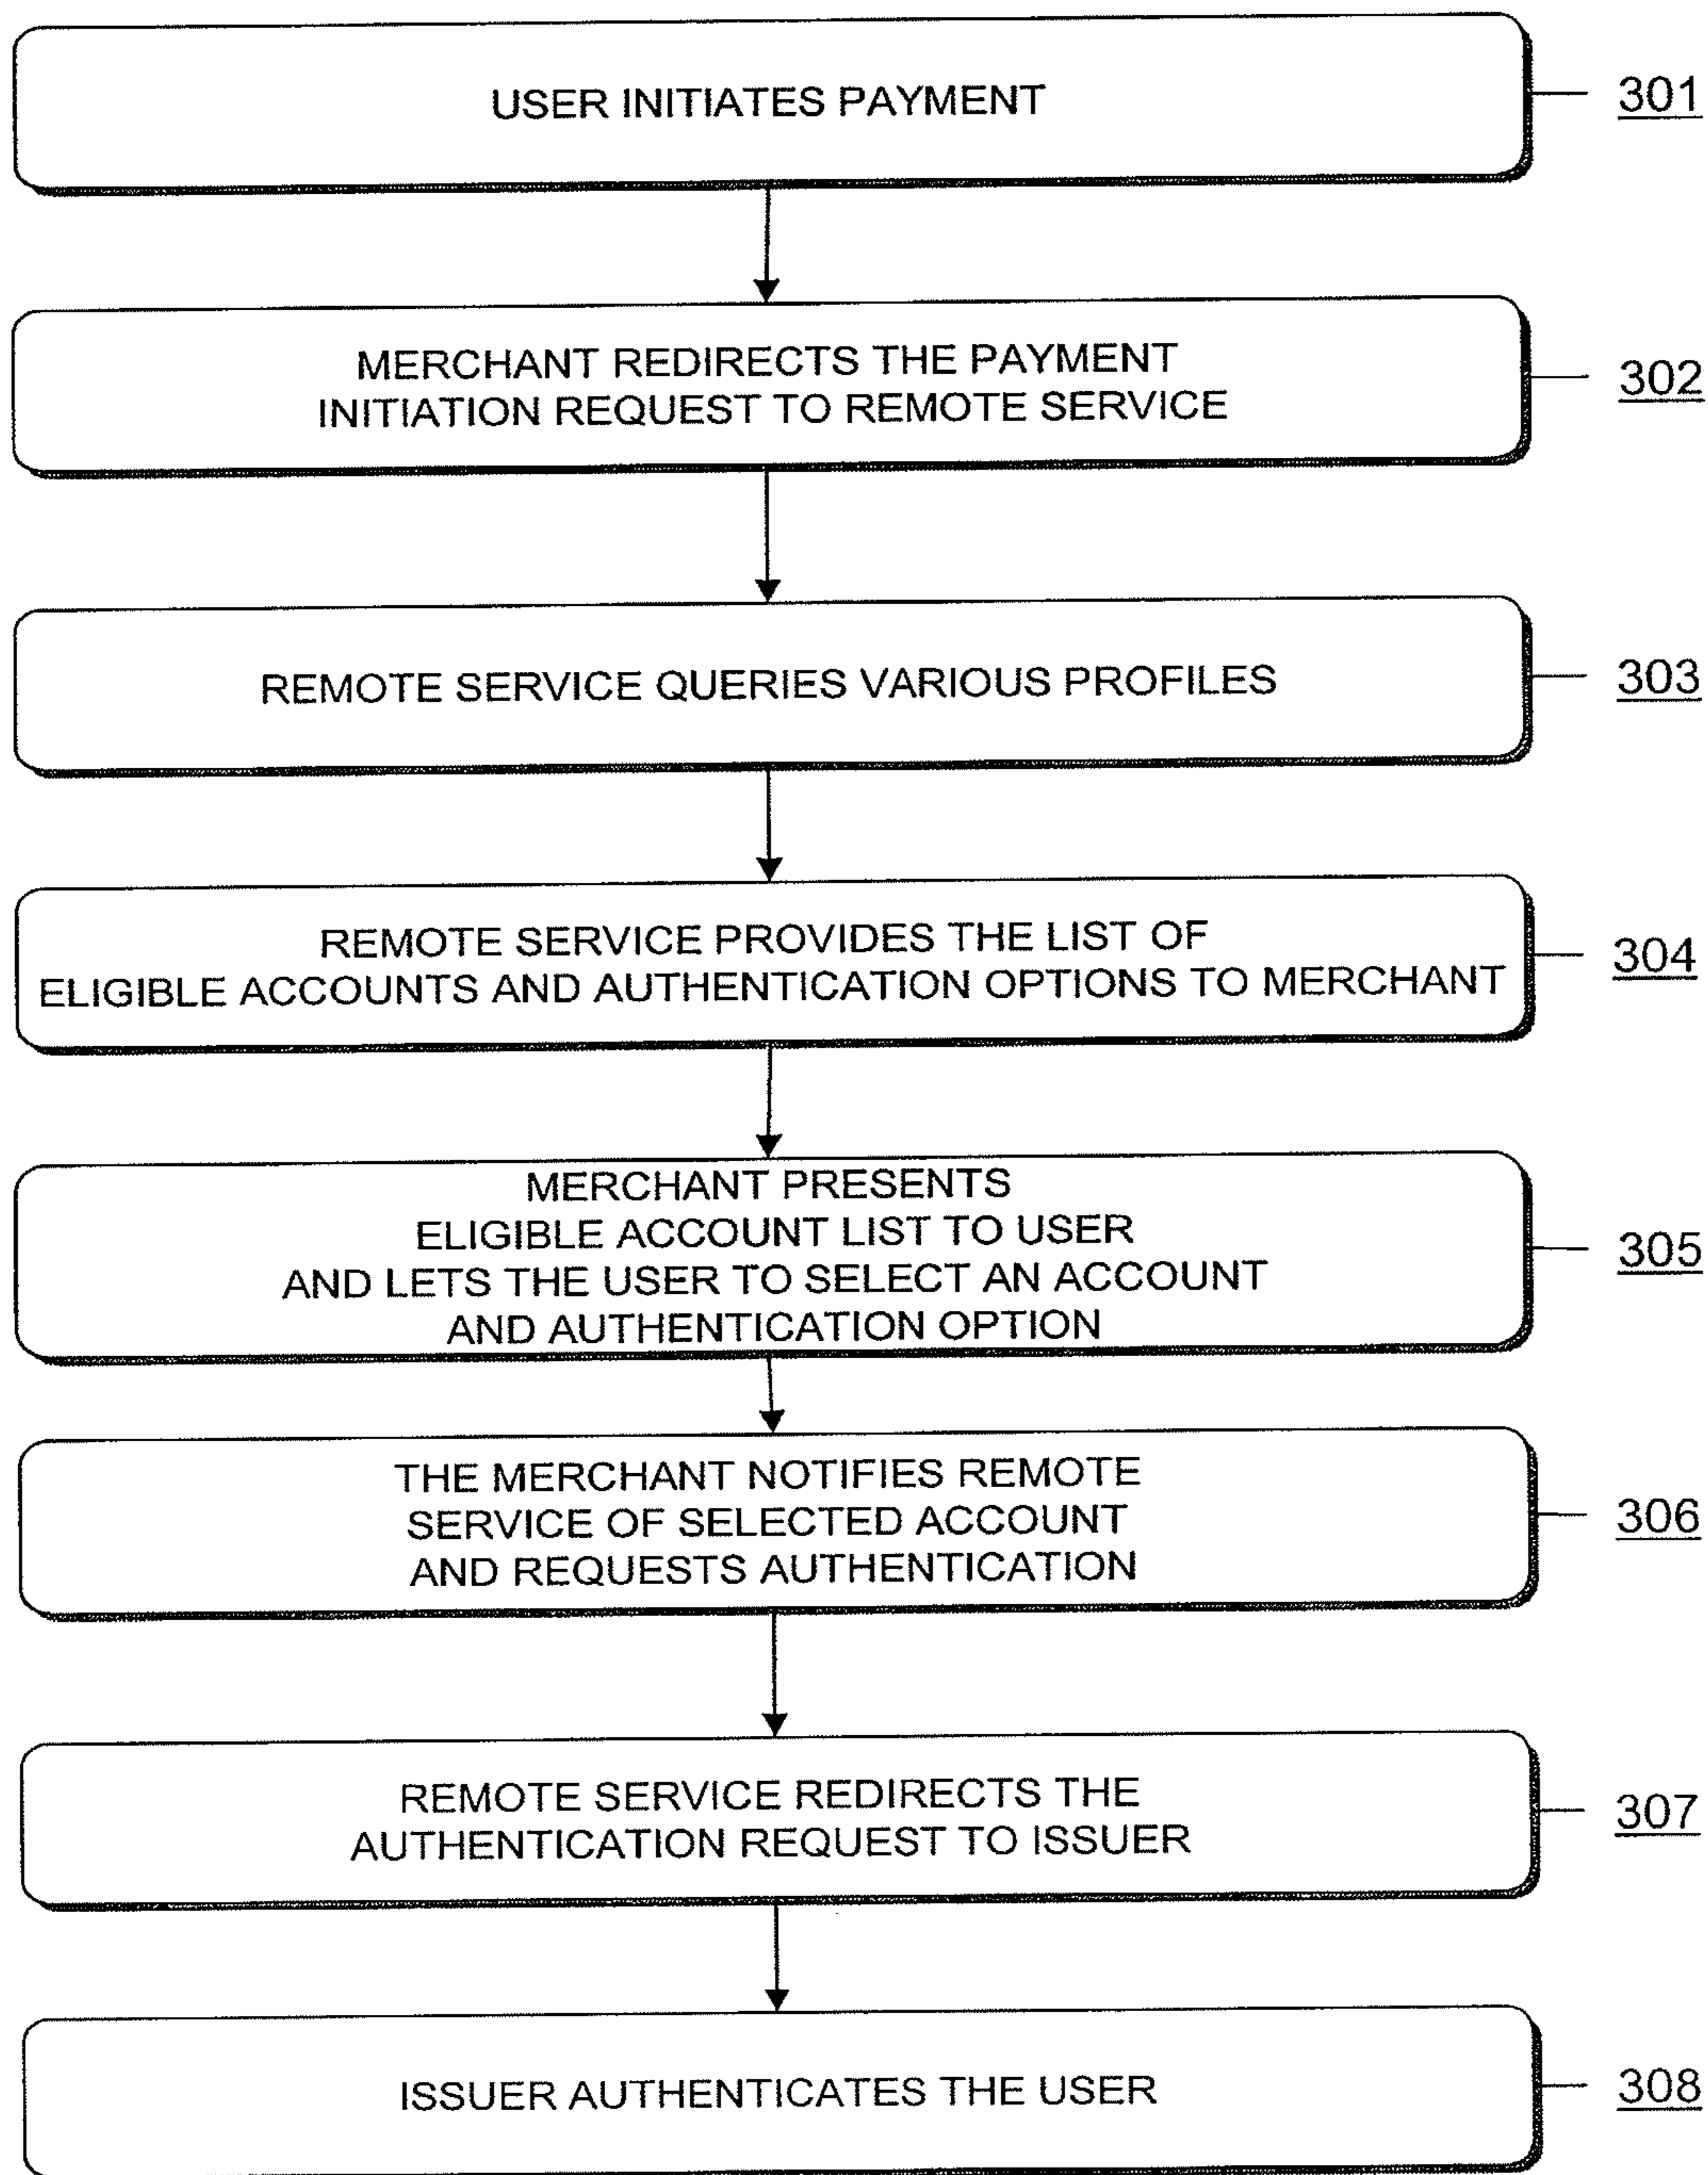 USER INITIATES PAYMENT
301
MERCHANT REDIRECTS THE PAYMENT
INITIATION REQUEST TO REMOTE SERVICE
302
REMOTE SERVICE QUERIES VARIOUS PROFILES
303
REMOTE SERVICE PROVIDES THE LIST OF
ELIGIBLE ACCOUNTS AND AUTHENTICATION OPTIONS TO MERCHANT
304
MERCHANT PRESENTS
ELIGIBLE ACCOUNT LIST TO USER
AND LETS THE USER TO SELECT AN ACCOUNT
AND AUTHENTICATION OPTION
305
THE MERCHANT NOTIFIES REMOTE
SERVICE OF SELECTED ACCOUNT
AND REQUESTS AUTHENTICATION
306
REMOTE SERVICE REDIRECTS THE
AUTHENTICATION REQUEST TO ISSUER
307
ISSUER AUTHENTICATES THE USER
308